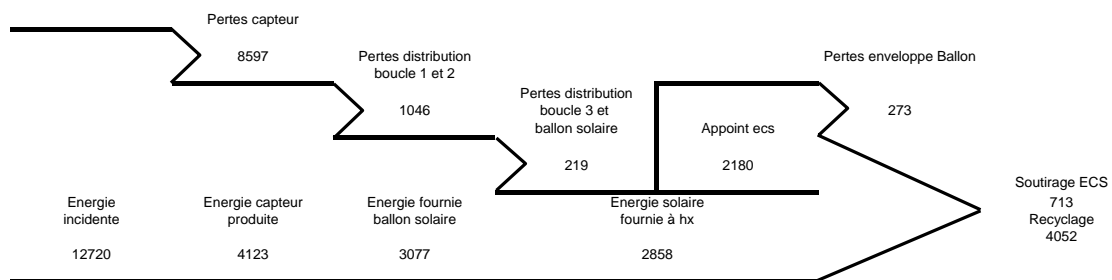 Pertes capteur
8597
Pertes distribution
boucle 1 et 2
1046
Pertes distribution
boucle 3 et
ballon solaire
219
Appoint ecs
2180
Pertes enveloppe Ballon
273
Energie
incidente
12720
Energie capteur
produite
4123
Energie fournie
ballon solaire
3077
Energie solaire
fournie à hx
2858
Soutirage ECS
713
Recyclage
4052